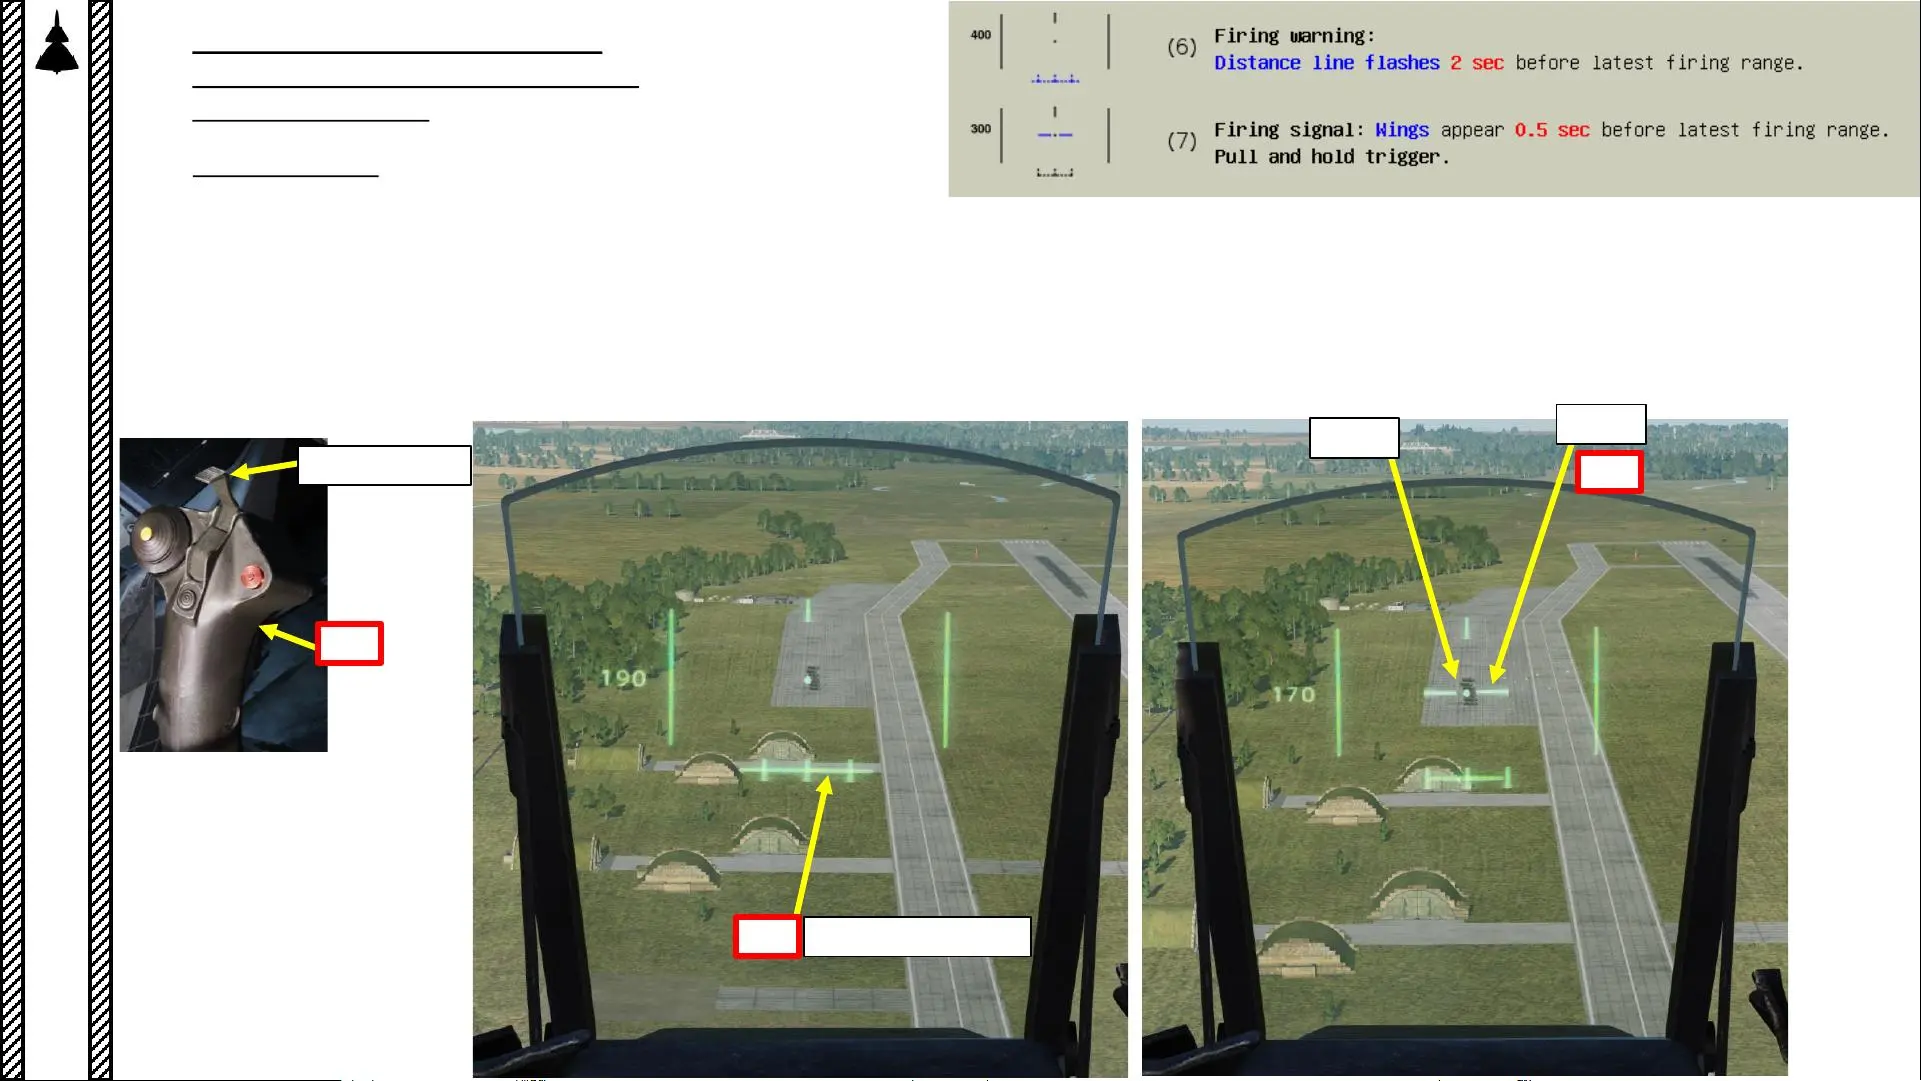 400
(6) Firing warning:
Distance line flashes 2 sec before latest firing range.
300
(7) Firing signal: Wings appear 0.5 sec before latest firing range.
Pull and hold trigger.
190
170